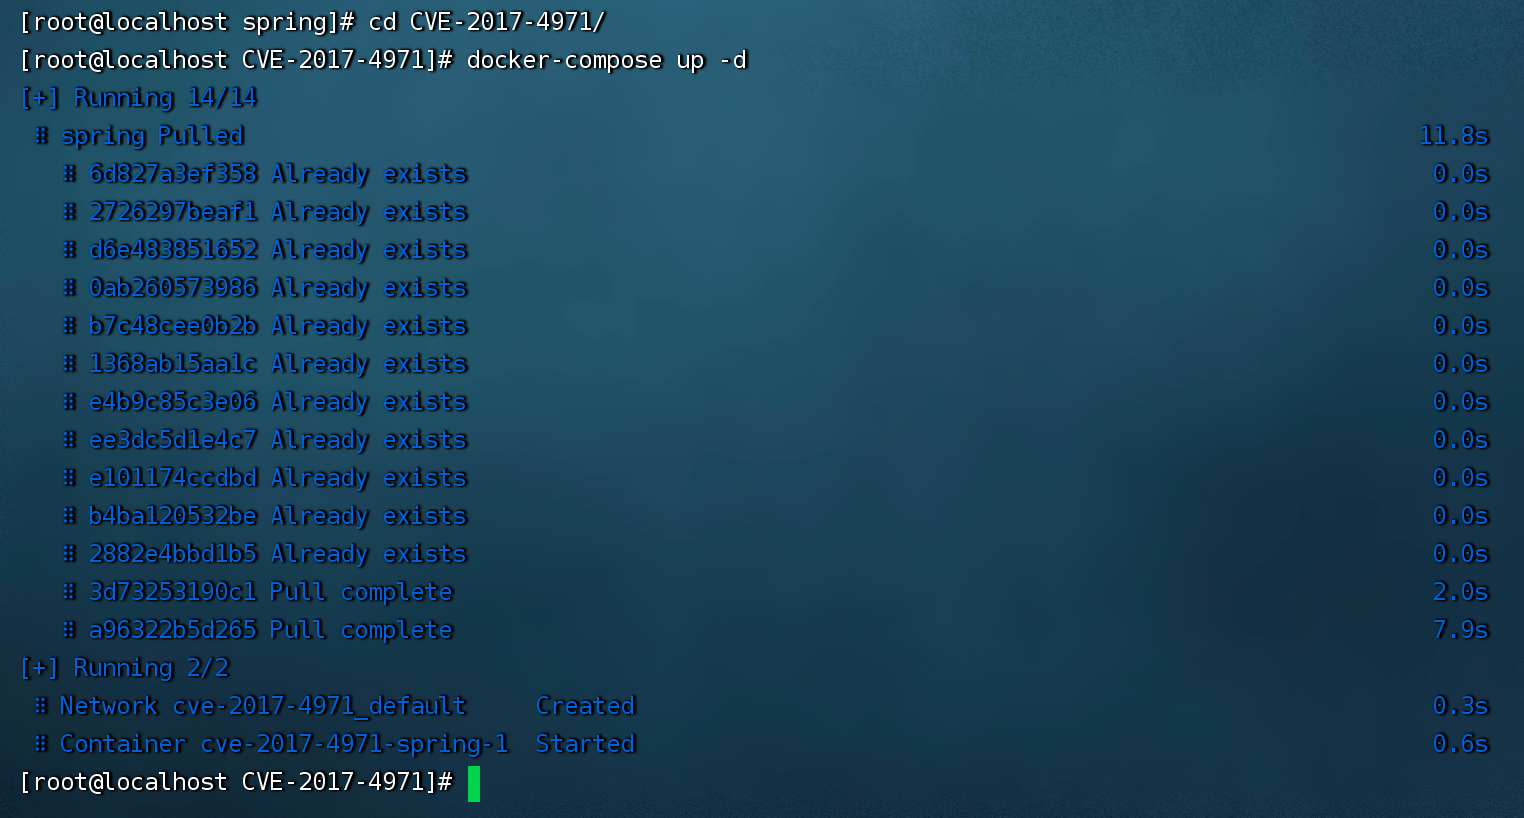 [root@localhost spring]# cd CVE-2017-4971/
[root@localhost CVE-2017-4971]# docker-compose up -d
[+] Running 14/14
⠿ spring Pulled 11.8s
⠿ 6d827a3ef358 Already exists 0.0s
⠿ 2726297beaf1 Already exists 0.0s
⠿ d6e483851652 Already exists 0.0s
⠿ 0ab260573986 Already exists 0.0s
⠿ b7c48cee0b2b Already exists 0.0s
⠿ 1368ab15aa1c Already exists 0.0s
⠿ e4b9c85c3e06 Already exists 0.0s
⠿ ee3dc5d1e4c7 Already exists 0.0s
⠿ e101174ccdbd Already exists 0.0s
⠿ b4ba120532be Already exists 0.0s
⠿ 2882e4bbd1b5 Already exists 0.0s
⠿ 3d73253190c1 Pull complete 2.0s
⠿ a96322b5d265 Pull complete 7.9s
[+] Running 2/2
⠿ Network cve-2017-4971_default Created 0.3s
⠿ Container cve-2017-4971-spring-1 Started 0.6s
[root@localhost CVE-2017-4971]#